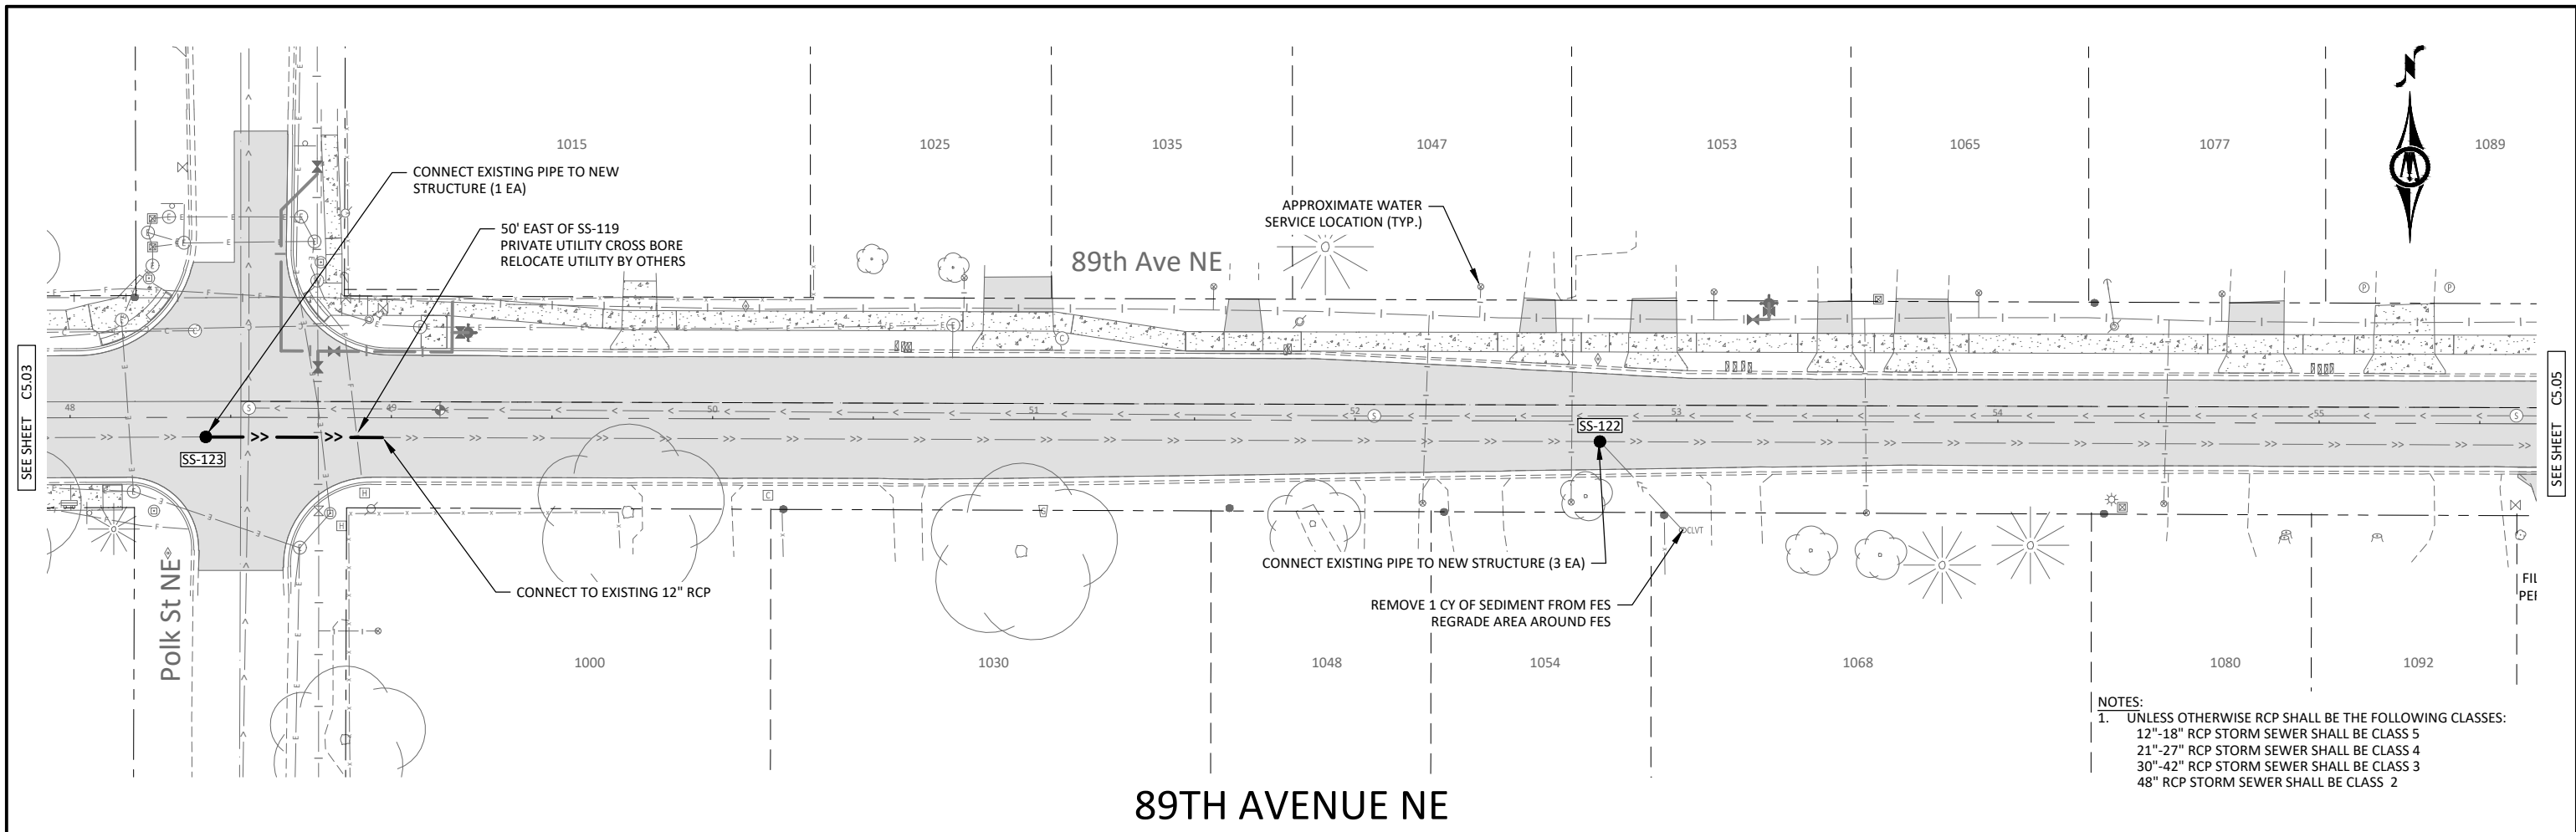 1015
1025
1035
1047
1053
1065
1077
1089
N
CONNECT EXISTING PIPE TO NEW
STRUCTURE (1 EA)
50' EAST OF SS-119
PRIVATE UTILITY CROSS BORE
RELOCATE UTILITY BY OTHERS
APPROXIMATE WATER
SERVICE LOCATION (TYP.)
89th Ave NE
SEE SHEET C5.03
SEE SHEET C5.05
48
49
50
51
52
53
54
55
SS-123
SS-122
CONNECT TO EXISTING 12" RCP
CONNECT EXISTING PIPE TO NEW STRUCTURE (3 EA)
REMOVE 1 CY OF SEDIMENT FROM FES
REGRADE AREA AROUND FES
Polk St NE
1000
1030
1048
1054
1068
1080
1092
NOTES:
1. UNLESS OTHERWISE RCP SHALL BE THE FOLLOWING CLASSES:
12"-18" RCP STORM SEWER SHALL BE CLASS 5
21"-27" RCP STORM SEWER SHALL BE CLASS 4
30"-42" RCP STORM SEWER SHALL BE CLASS 3
48" RCP STORM SEWER SHALL BE CLASS 2
89TH AVENUE NE